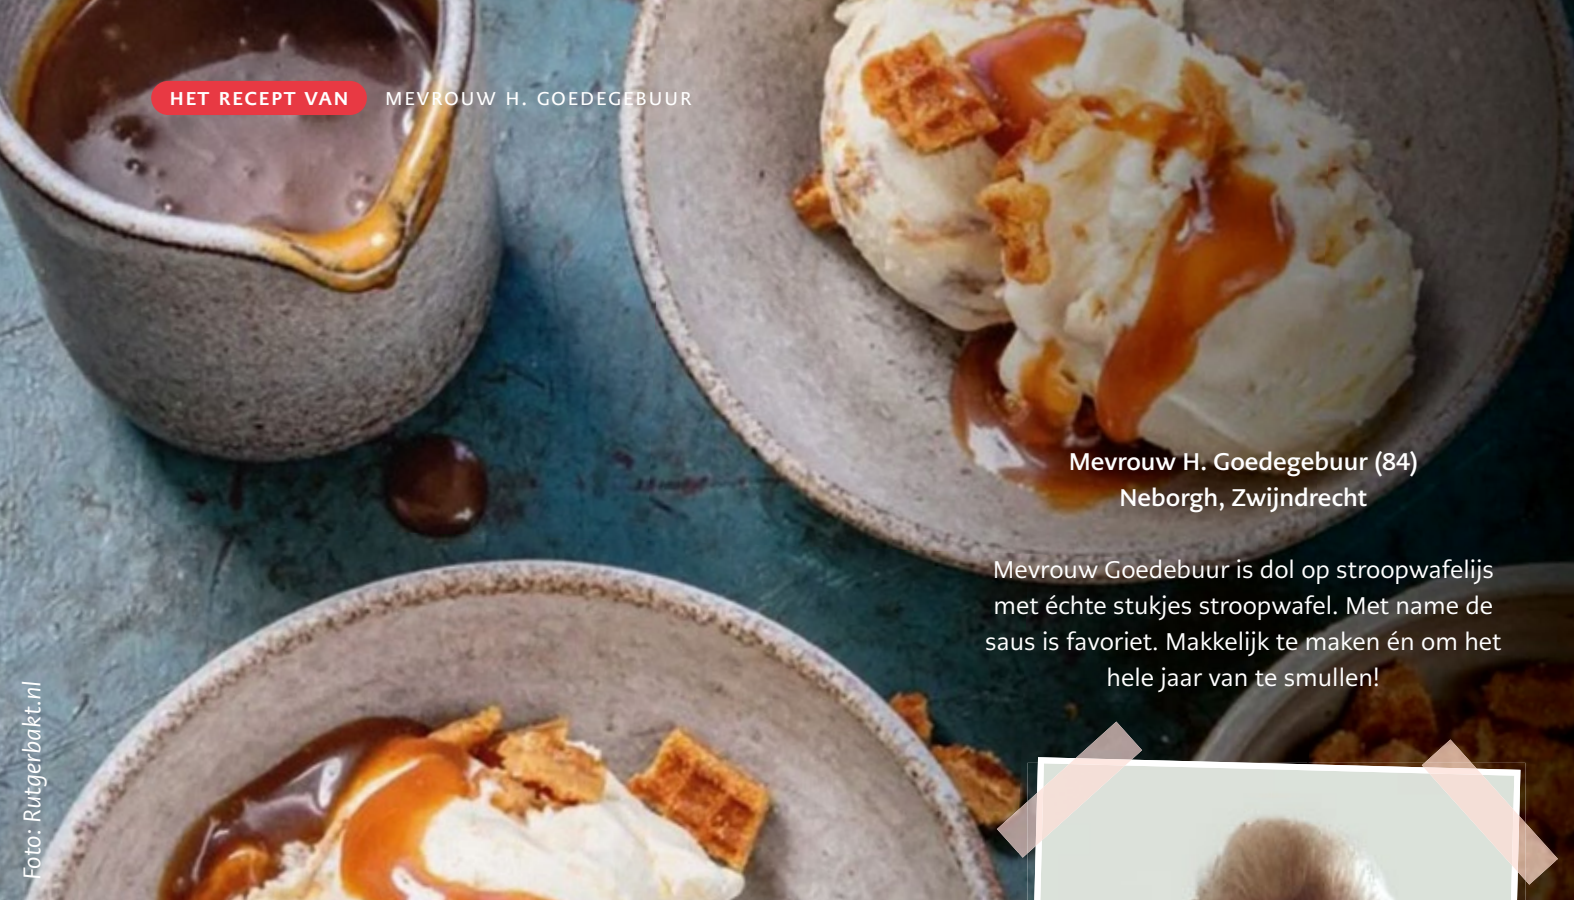 HET RECEPT VAN MEVROUW H. GOEDEGEBUUR
Mevrouw H. Goedegebuur (84)
Neborgh, Zwijndrecht
Mevrouw Goedebuur is dol op stroopwafelijs
met échte stukjes stroopwafel. Met name de
saus is favoriet. Makkelijk te maken én om het
hele jaar van te smullen!
Foto: Rutgerbakt.nl